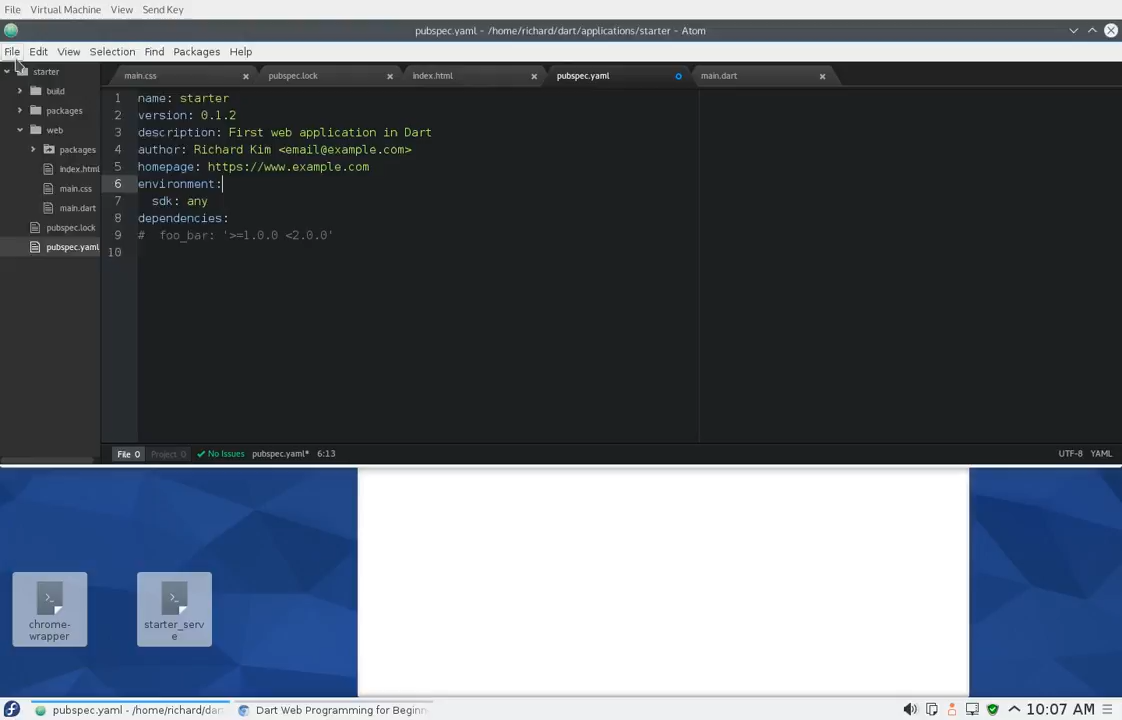 File Virtual Machine View Send Key
pubspec.yaml - /home/richard/dart/applications/starter - Atom
File Edit View Selection Find Packages Help
starter
build
packages
web
packages
index.html
main.css
main.dart
pubspec.lock
pubspec.yaml
main.css pubspec.lock index.html pubspec.yaml main.dart
1 name: starter
2 version: 0.1.2
3 description: First web application in Dart
4 author: Richard Kim <email@example.com>
5 homepage: https://www.example.com
6 environment:
7 sdk: any
8 dependencies:
9 # foo_bar: '>=1.0.0 <2.0.0'
10
File 0 Project 0 No Issues pubspec.yaml* 6:13 UTF-8 YAML
chrome-
wrapper
starter_serv
e
pubspec.yaml - /home/richard/dar Dart Web Programming for Beginn 10:07 AM